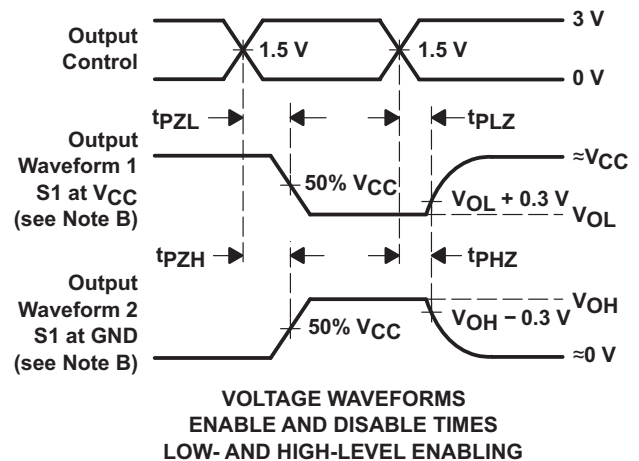 Output
Control
1.5 V
1.5 V
3 V
0 V
tPZL
tPLZ
Output
Waveform 1
S1 at VCC
(see Note B)
50% VCC
≈VCC
VOL + 0.3 V
VOL
tPZH
tPHZ
Output
Waveform 2
S1 at GND
(see Note B)
50% VCC
VOH
VOH − 0.3 V
≈0 V
VOLTAGE WAVEFORMS
ENABLE AND DISABLE TIMES
LOW- AND HIGH-LEVEL ENABLING